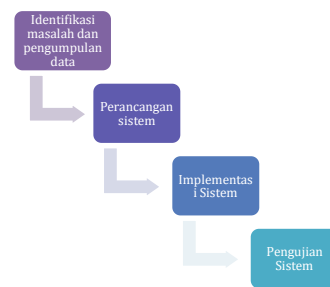 Identifikasi
masalah dan
pengumpulan
data
Perancangan
sistem
Implementas
i Sistem
Pengujian
Sistem